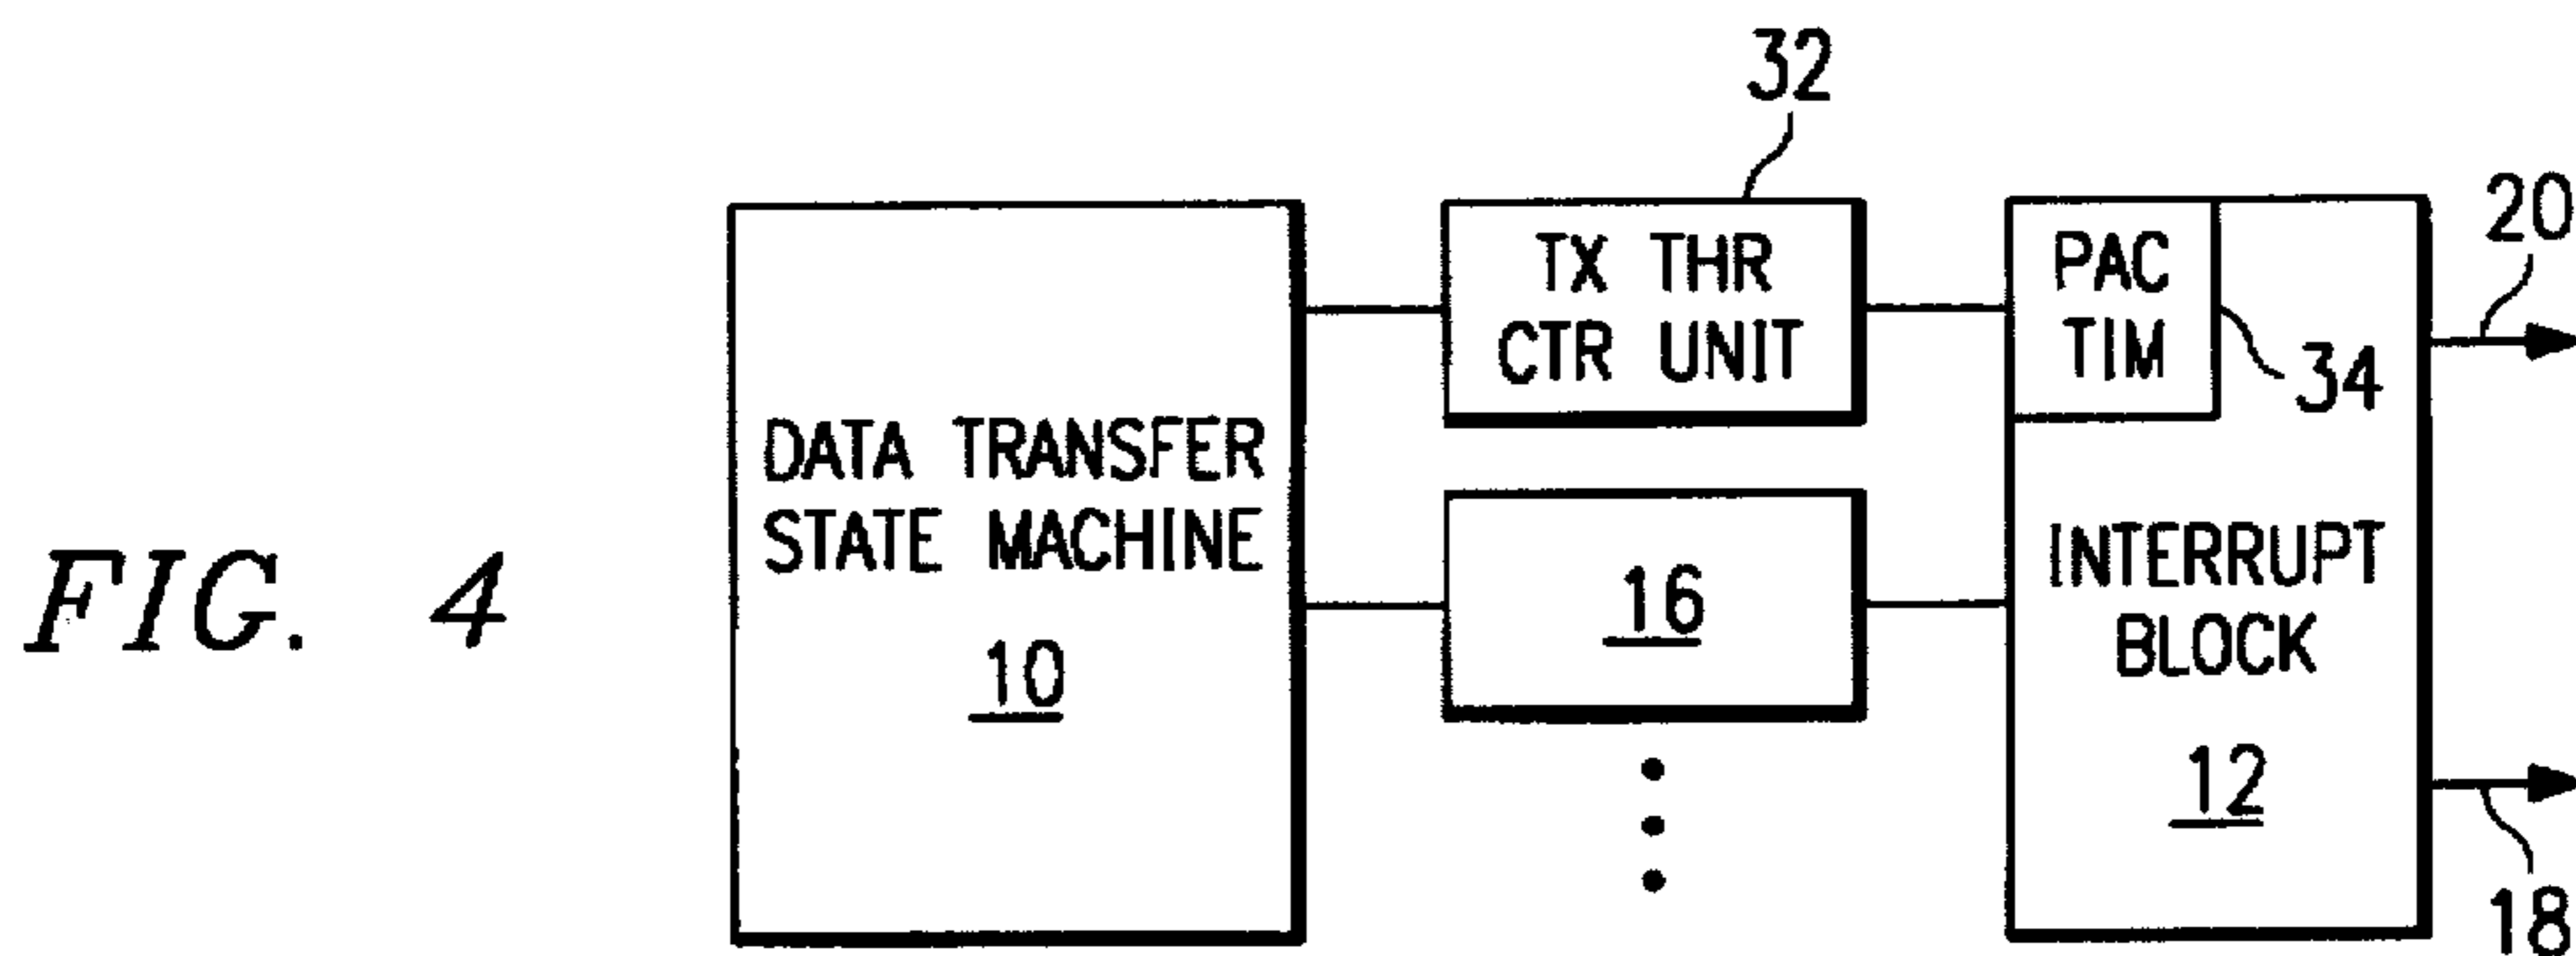 FIG. 4
DATA TRANSFER
STATE MACHINE
10
32
TX THR
CTR UNIT
16
PAC
TIM
34
INTERRUPT
BLOCK
12
20
18